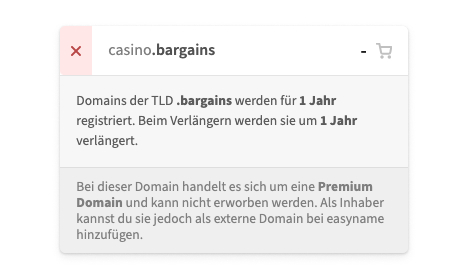 casino.bargains -
Domains der TLD .bargains werden für 1 Jahr
registriert. Beim Verlängern werden sie um 1 Jahr
verlängert.
Bei dieser Domain handelt es sich um eine Premium
Domain und kann nicht erworben werden. Als Inhaber
kannst du sie jedoch als externe Domain bei easyname
hinzufügen.